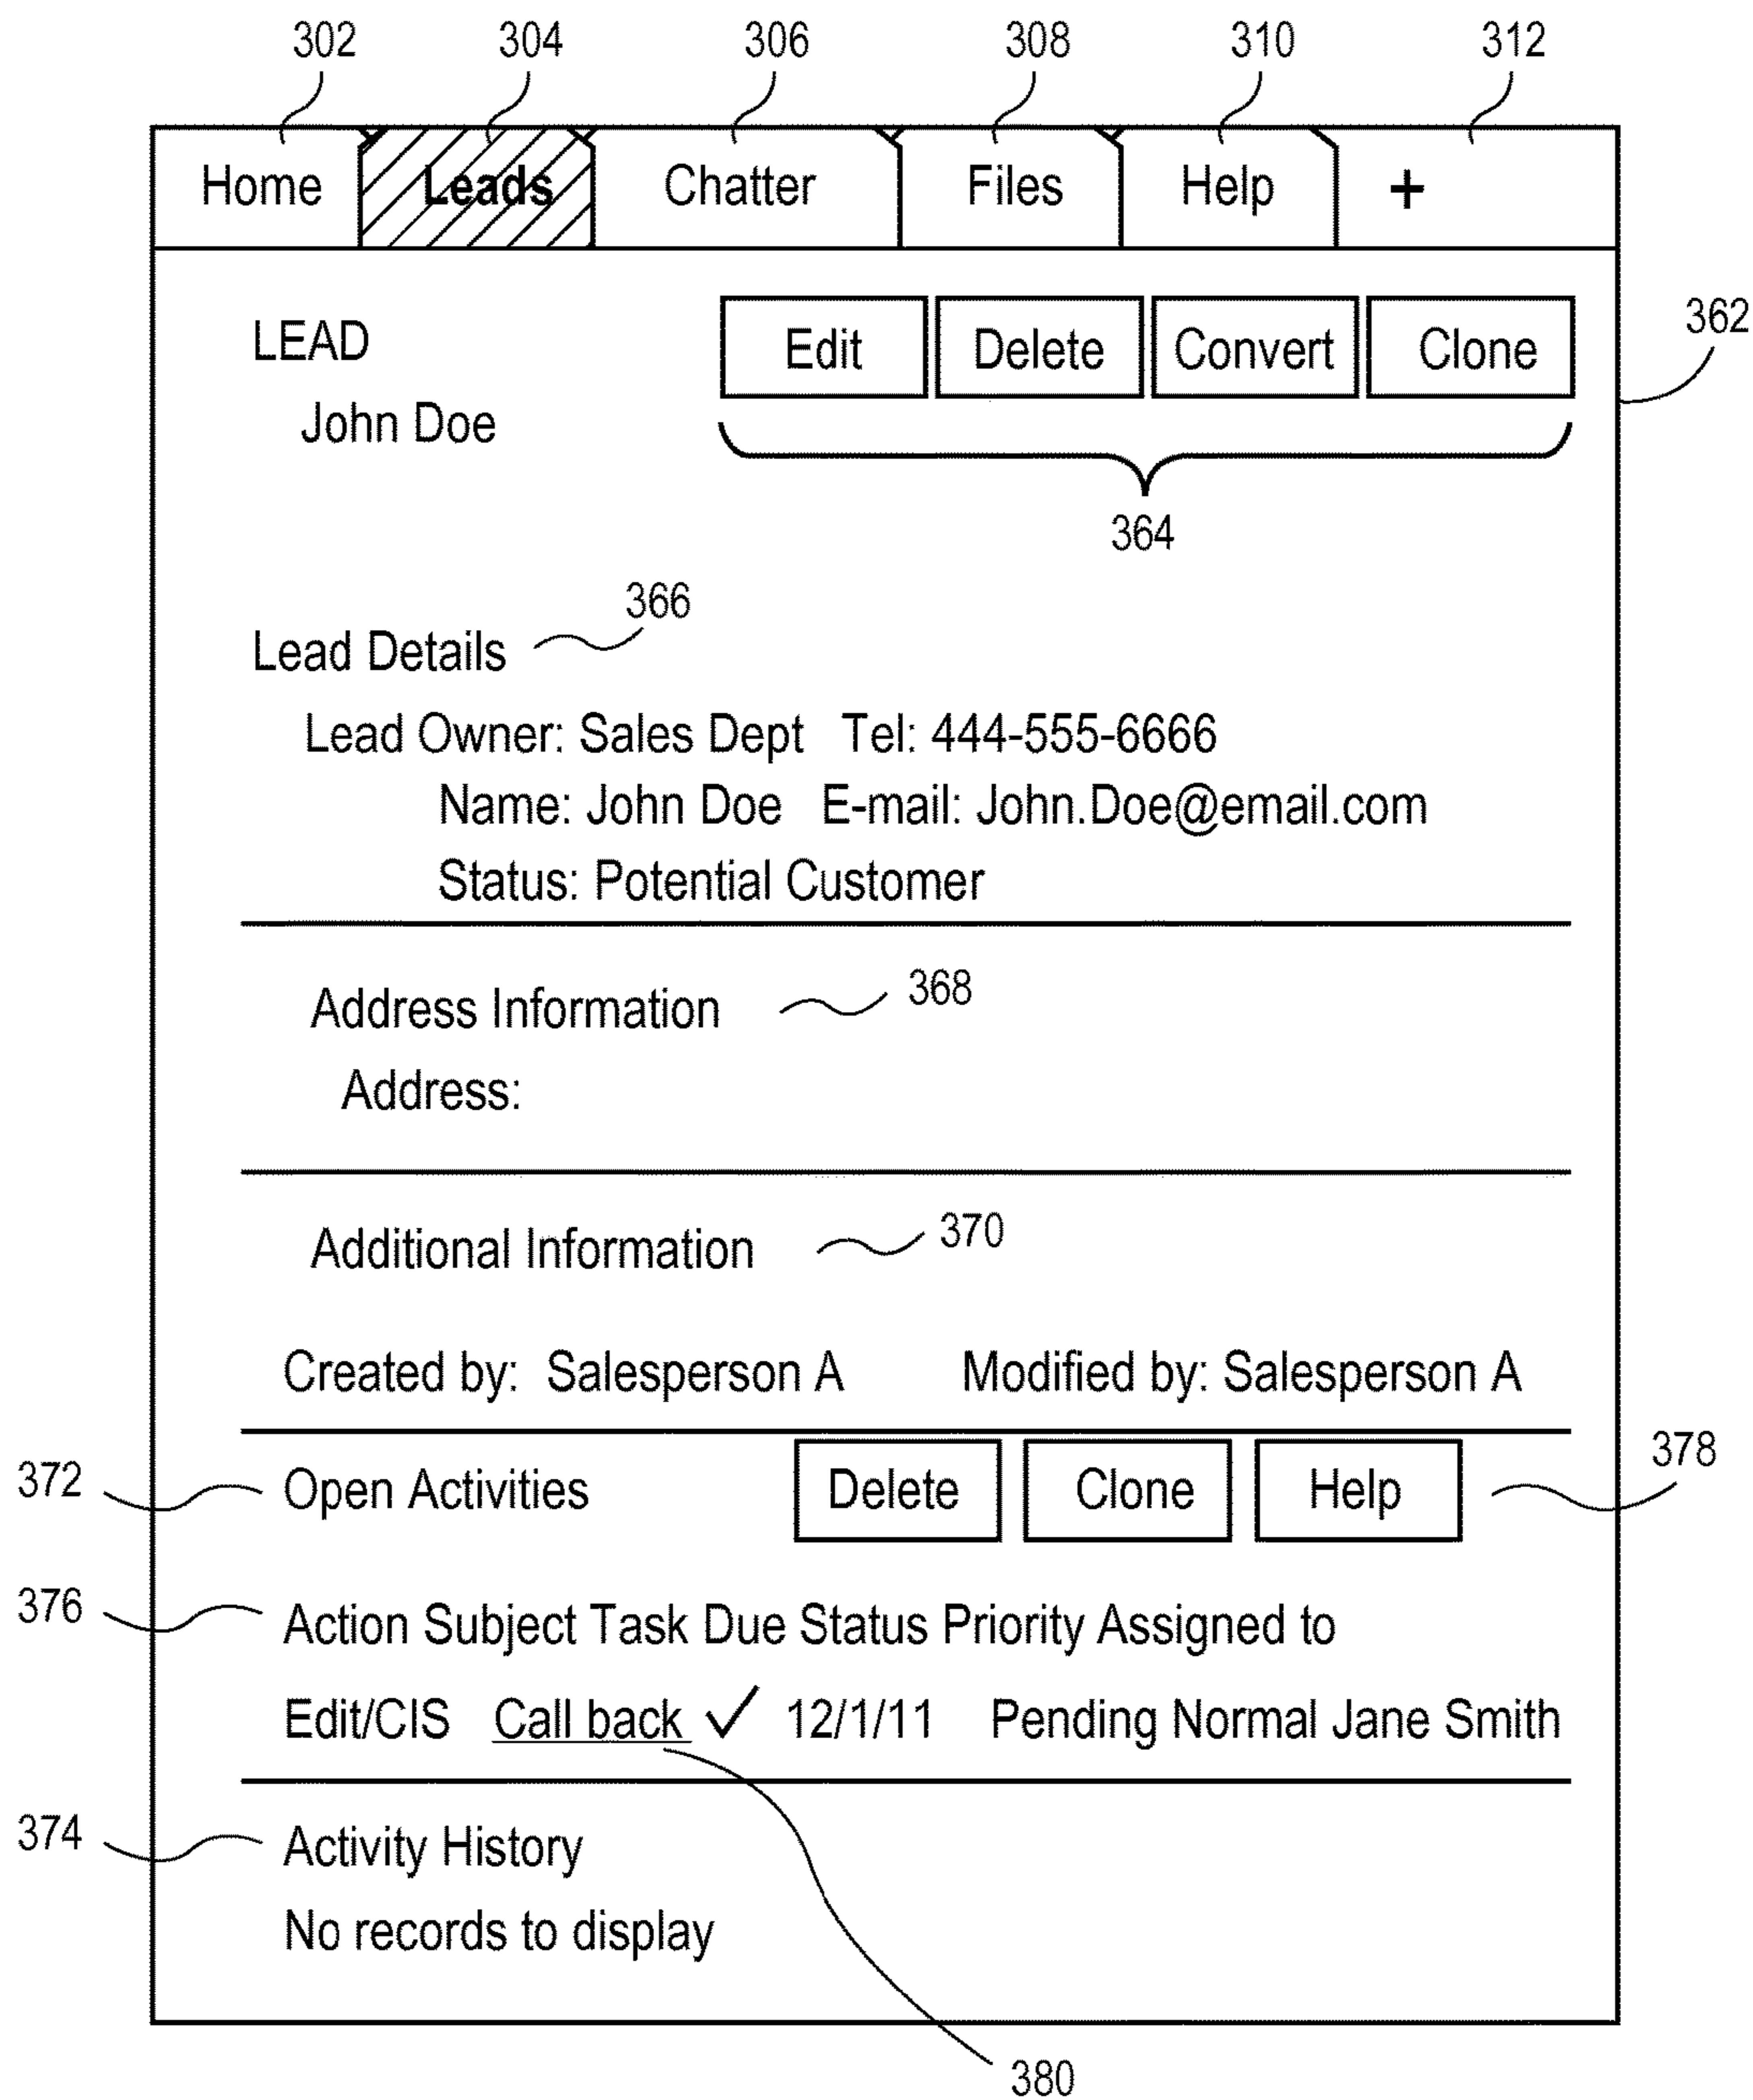 302 304 306 308 310 312
Home Leads Chatter Files Help +
LEAD Edit Delete Convert Clone
362
John Doe
364
366
Lead Details
Lead Owner: Sales Dept Tel: 444-555-6666
Name: John Doe E-mail: John.Doe@email.com
Status: Potential Customer
Address Information 368
Address:
Additional Information 370
Created by: Salesperson A Modified by: Salesperson A
372 Open Activities Delete Clone Help 378
376 Action Subject Task Due Status Priority Assigned to
Edit/CIS Call back ✓ 12/1/11 Pending Normal Jane Smith
374 Activity History
No records to display
380